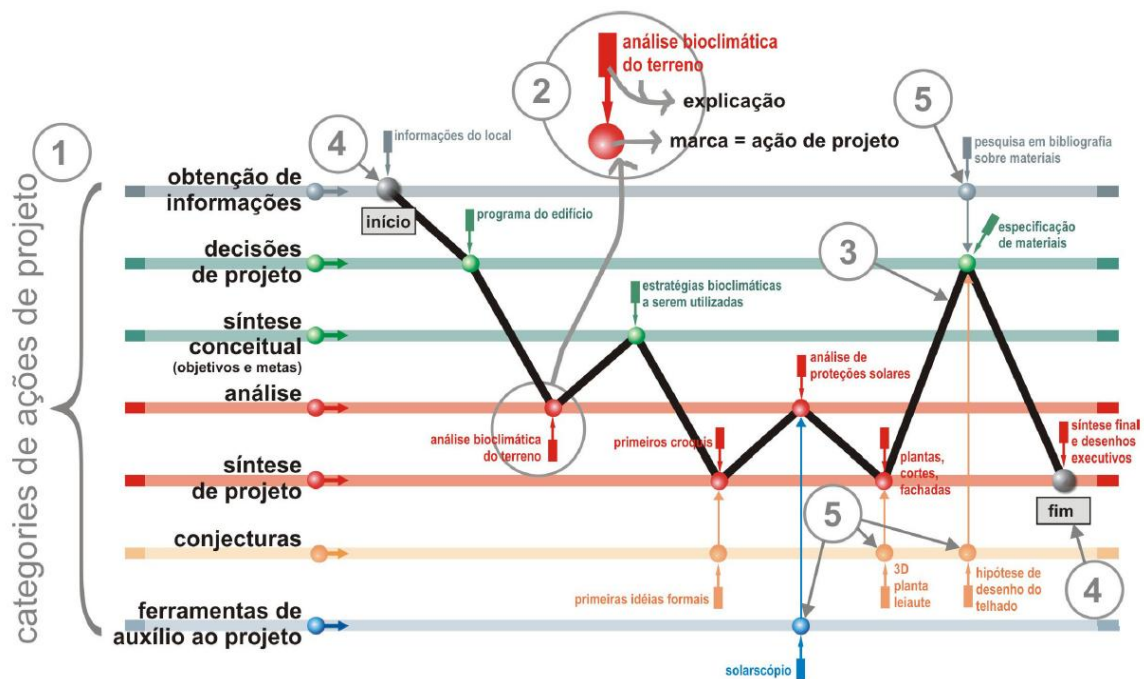 categories de ações de projeto
1
obtenção de
informações
decisões
de projeto
síntese
conceitual
(objetivos e metas)
análise
síntese
de projeto
conjecturas
ferramentas de
auxílio ao projeto
2
análise bioclimática
do terreno
explicação
marca = ação de projeto
4
informações do local
início
programa do edifício
estratégias bioclimáticas
a serem utilizadas
5
pesquisa em bibliografia
sobre materiais
3
especificação
de materiais
análise de
proteções solares
análise bioclimática
do terreno
primeiros croquis
plantas,
cortes,
fachadas
síntese final
e desenhos
executivos
fim
5
4
primeiras idéias formais
3D
planta
leiaute
hipótese de
desenho do
telhado
solarscópio